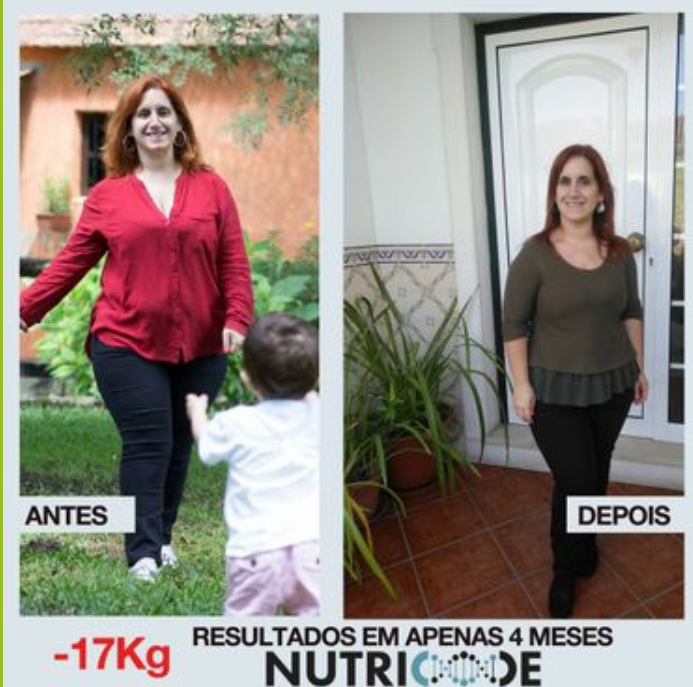 ANTES
DEPOIS
-17Kg
RESULTADOS EM APENAS 4 MESES
NUTRICODE